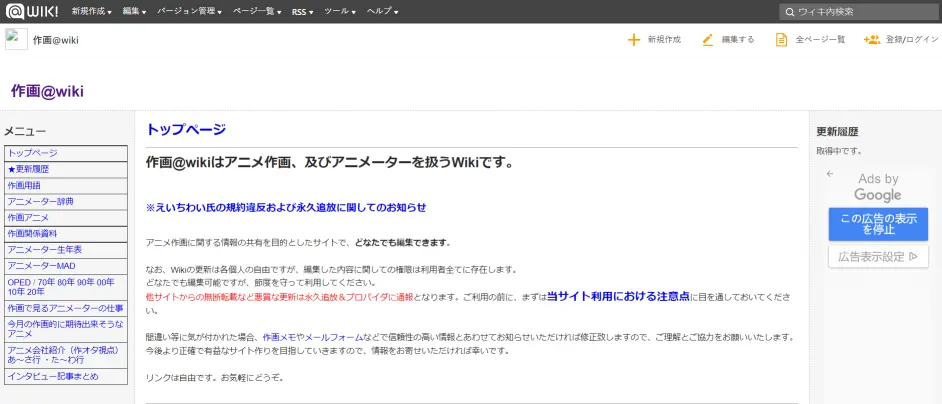 @WIKI 新規作成 ▼ 編集 ▼ バージョン管理 ▼ ページ一覧 ▼ RSS ▼ ツール ▼ ヘルプ ▼ ウィキ内検索
作画@wiki 新規作成 編集する 全ページ一覧 登録/ログイン
作画@wiki
メニュー
トップページ
★更新履歴
作画用語
アニメーター辞典
作画アニメ
作画関係資料
アニメーター生年表
アニメーターMAD
OPED / 70年 80年 90年 00年
10年 20年
作画で見るアニメーターの仕事
今月の作画的に期待出来そうな
アニメ
アニメ会社紹介（作オタ視点）
あ～さ行 ・た～わ行
インタビュー記事まとめ
トップページ
作画@wikiはアニメ作画、及びアニメーターを扱うWikiです。
※えいちわい氏の規約違反および永久追放に関してのお知らせ
アニメ作画に関する情報の共有を目的としたサイトで、どなたでも編集できます。
なお、Wikiの更新は各個人の自由ですが、編集した内容に関しての権限は利用者全てに存在します。
どなたでも編集可能ですが、節度を守って利用してください。
他サイトからの無断転載など悪質な更新は永久追放＆プロバイダに通報となります。ご利用の前に、まずは当サイト利用における注意点に目を通しておいてくださ
い。
間違い等に気が付かれた場合、作画メモやメールフォームなどで信頼性の高い情報とあわせてお知らせいただければ修正致しますので、ご理解とご協力をお願いいたします。
今後より正確で有益なサイト作りを目指していきますので、情報をお寄せいただければ幸いです。
リンクは自由です。お気軽にどうぞ。
更新履歴
取得中です。
Ads by
Google
この広告の表示
を停止
広告表示設定